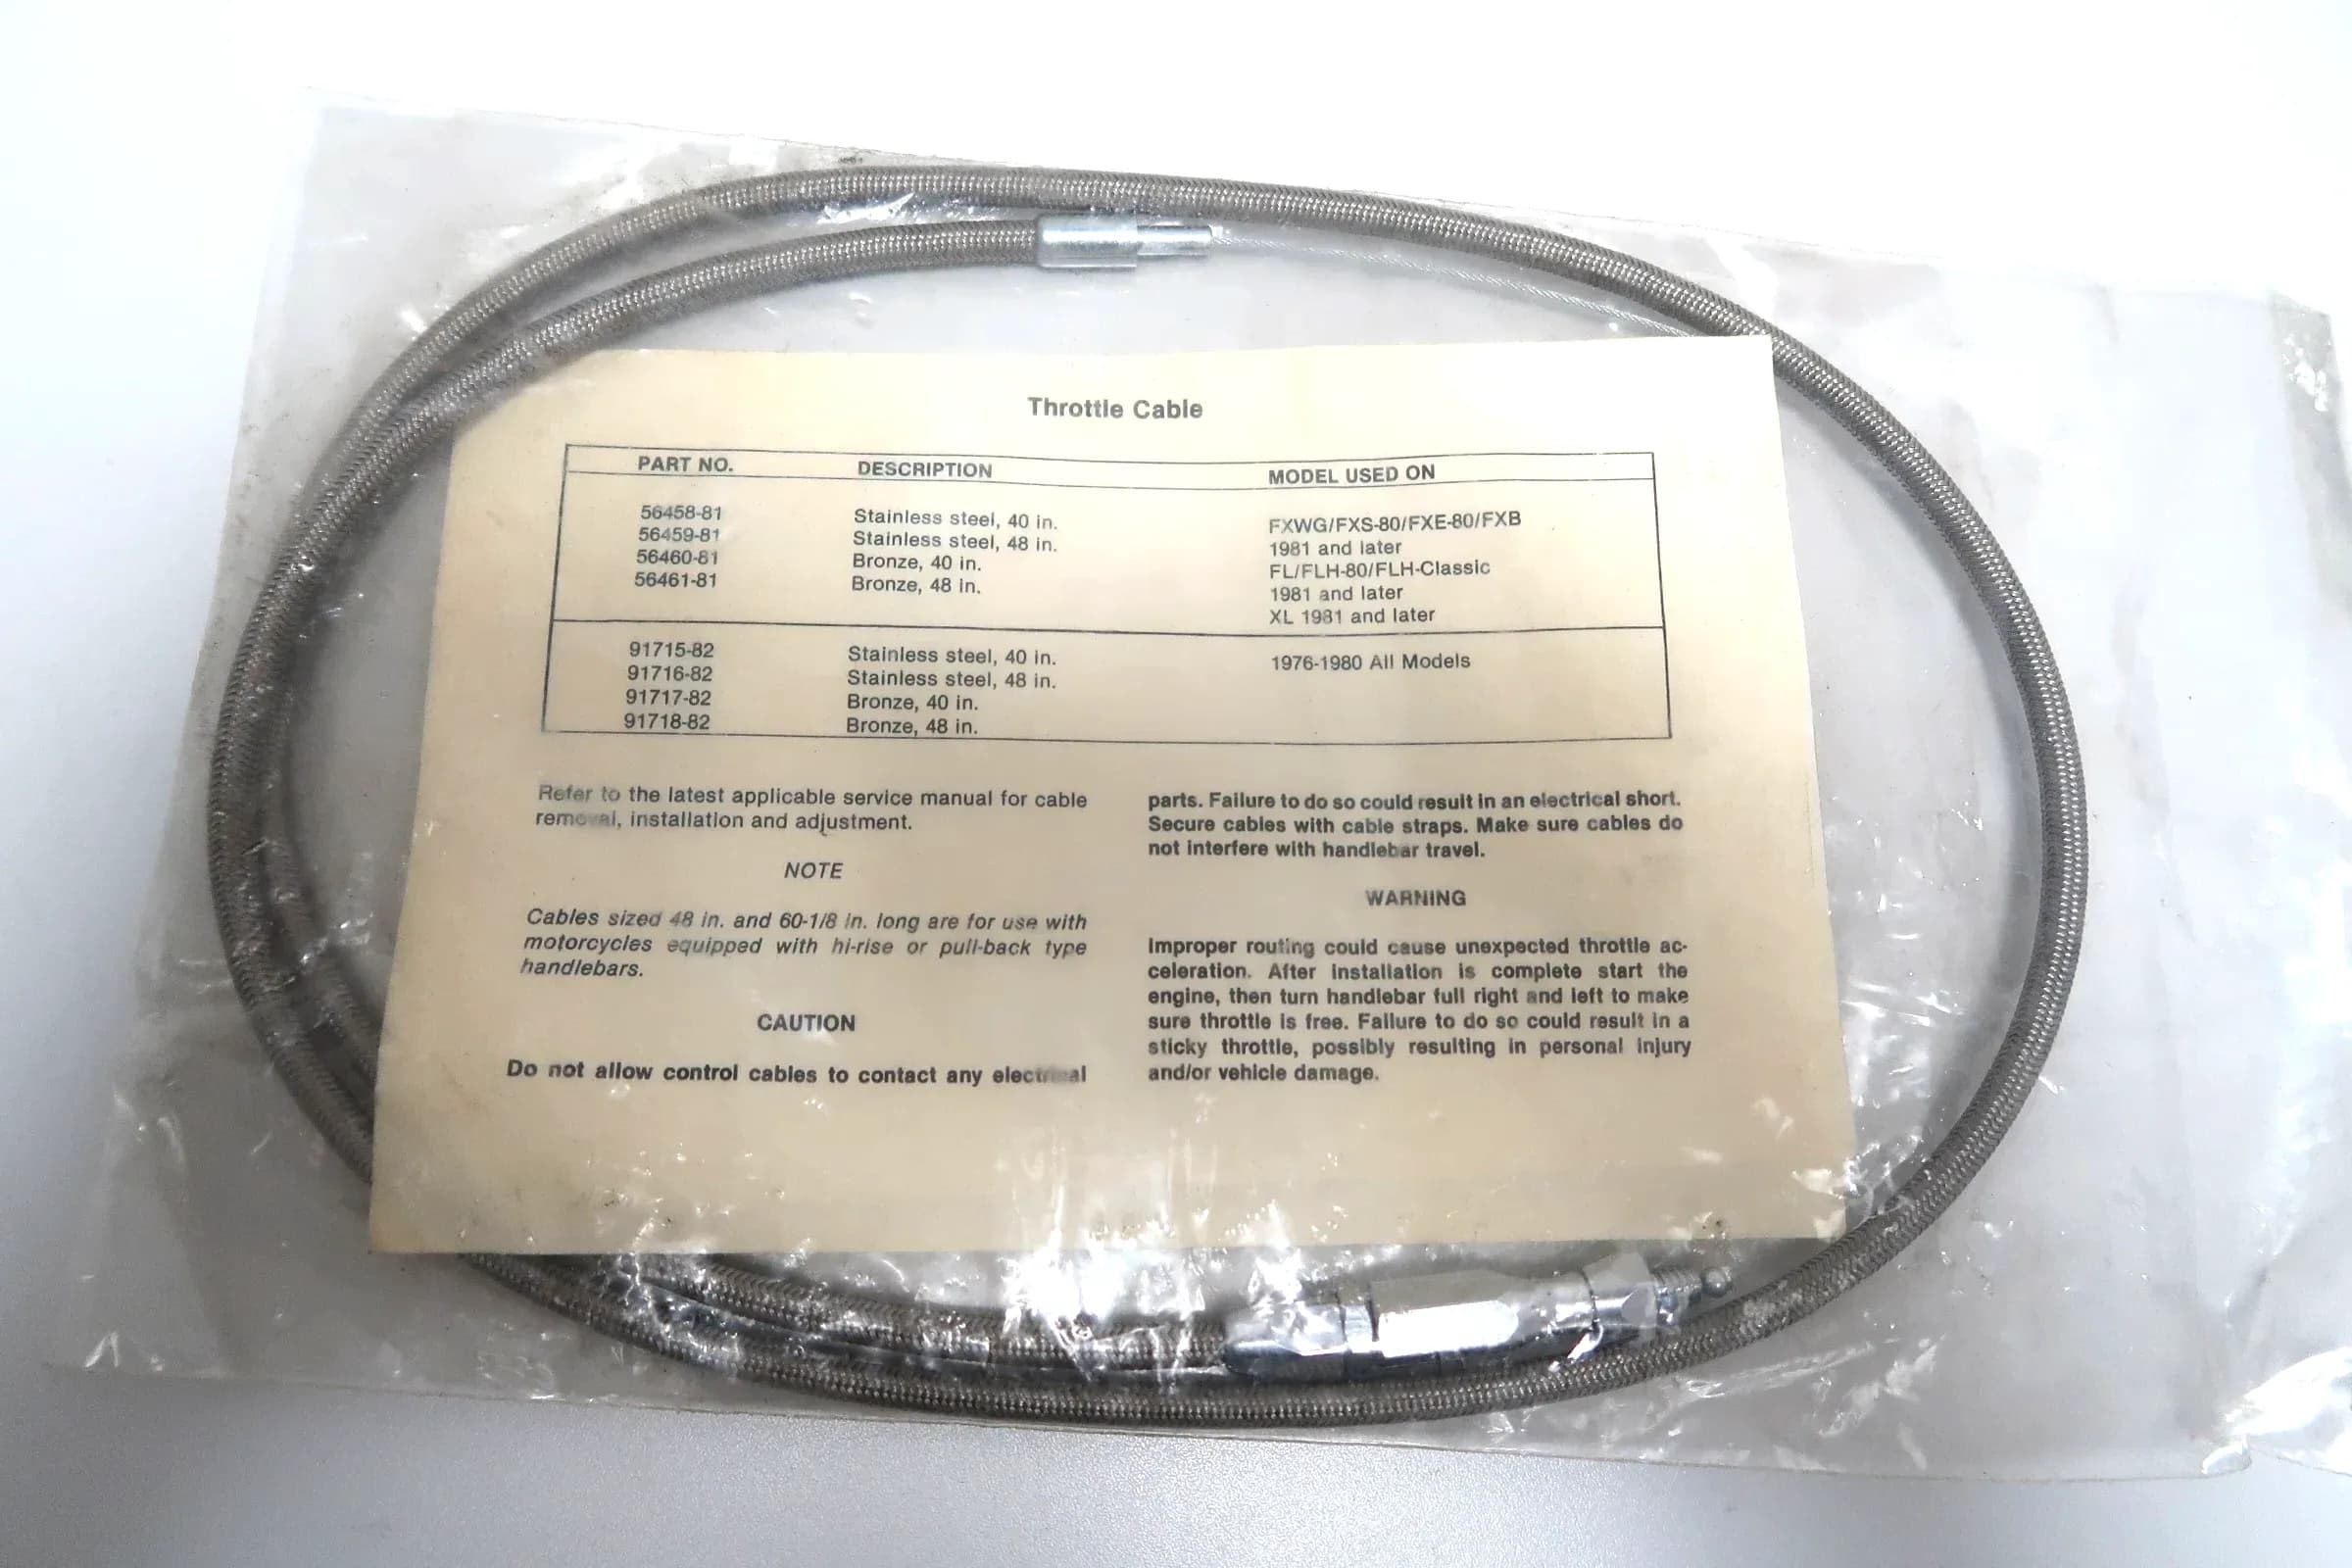 Throttle Cable
PART NO. DESCRIPTION MODEL USED ON
56458-81 Stainless steel, 40 in. FXWG/FXS-80/FXE-80/FXB
56459-81 Stainless steel, 48 in. 1981 and later
56460-81 Bronze, 40 in. FL/FLH-80/FLH-Classic
56461-81 Bronze, 48 in. 1981 and later
XL 1981 and later
91715-82 Stainless steel, 40 in. 1976-1980 All Models
91716-82 Stainless steel, 48 in.
91717-82 Bronze, 40 in.
91718-82 Bronze, 48 in.
Refer to the latest applicable service manual for cable
removal, installation and adjustment.
NOTE
Cables sized 48 in. and 60-1/8 in. long are for use with
motorcycles equipped with hi-rise or pull-back type
handlebars.
CAUTION
Do not allow control cables to contact any electrical
parts. Failure to do so could result in an electrical short.
Secure cables with cable straps. Make sure cables do
not interfere with handlebar travel.
WARNING
Improper routing could cause unexpected throttle ac-
celeration. After installation is complete start the
engine, then turn handlebar full right and left to make
sure throttle is free. Failure to do so could result in a
sticky throttle, possibly resulting in personal injury
and/or vehicle damage.